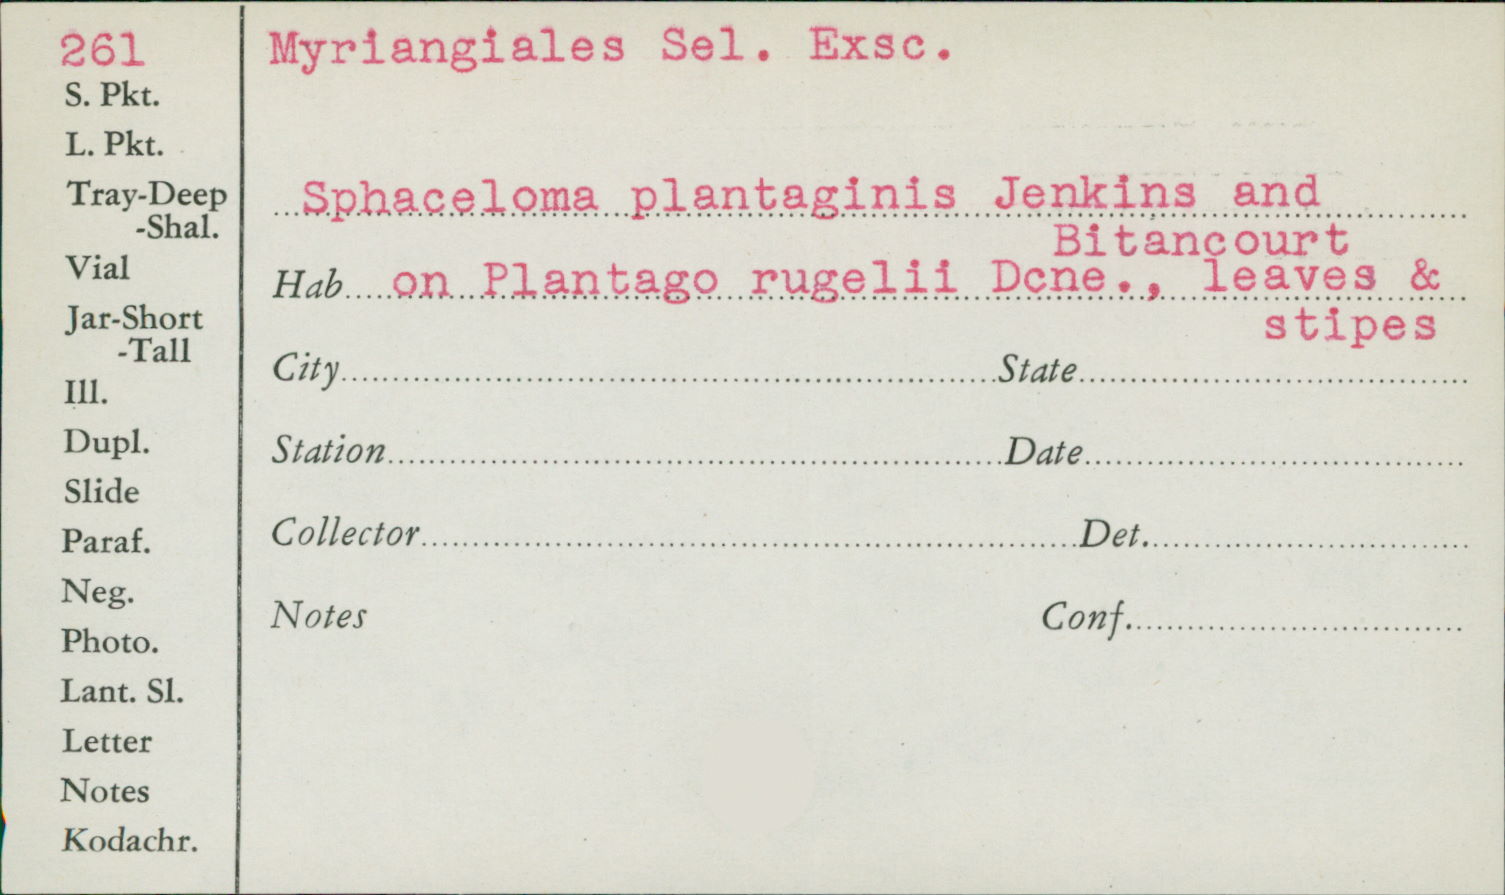 261
S. Pkt.
L. Pkt.
Tray-Deep
-Shal.
Vial
Jar-Short
-Tall
Ill.
Dupl.
Slide
Paraf.
Neg.
Photo.
Lant. Sl.
Letter
Notes
Kodachr.
Myriangiales Sel. Exsc.
Sphaceloma plantaginis Jenkins and
Bitancourt
Hab on Plantago rugelii Dcne., leaves &
stipes
City State
Station Date
Collector Det.
Notes Conf.